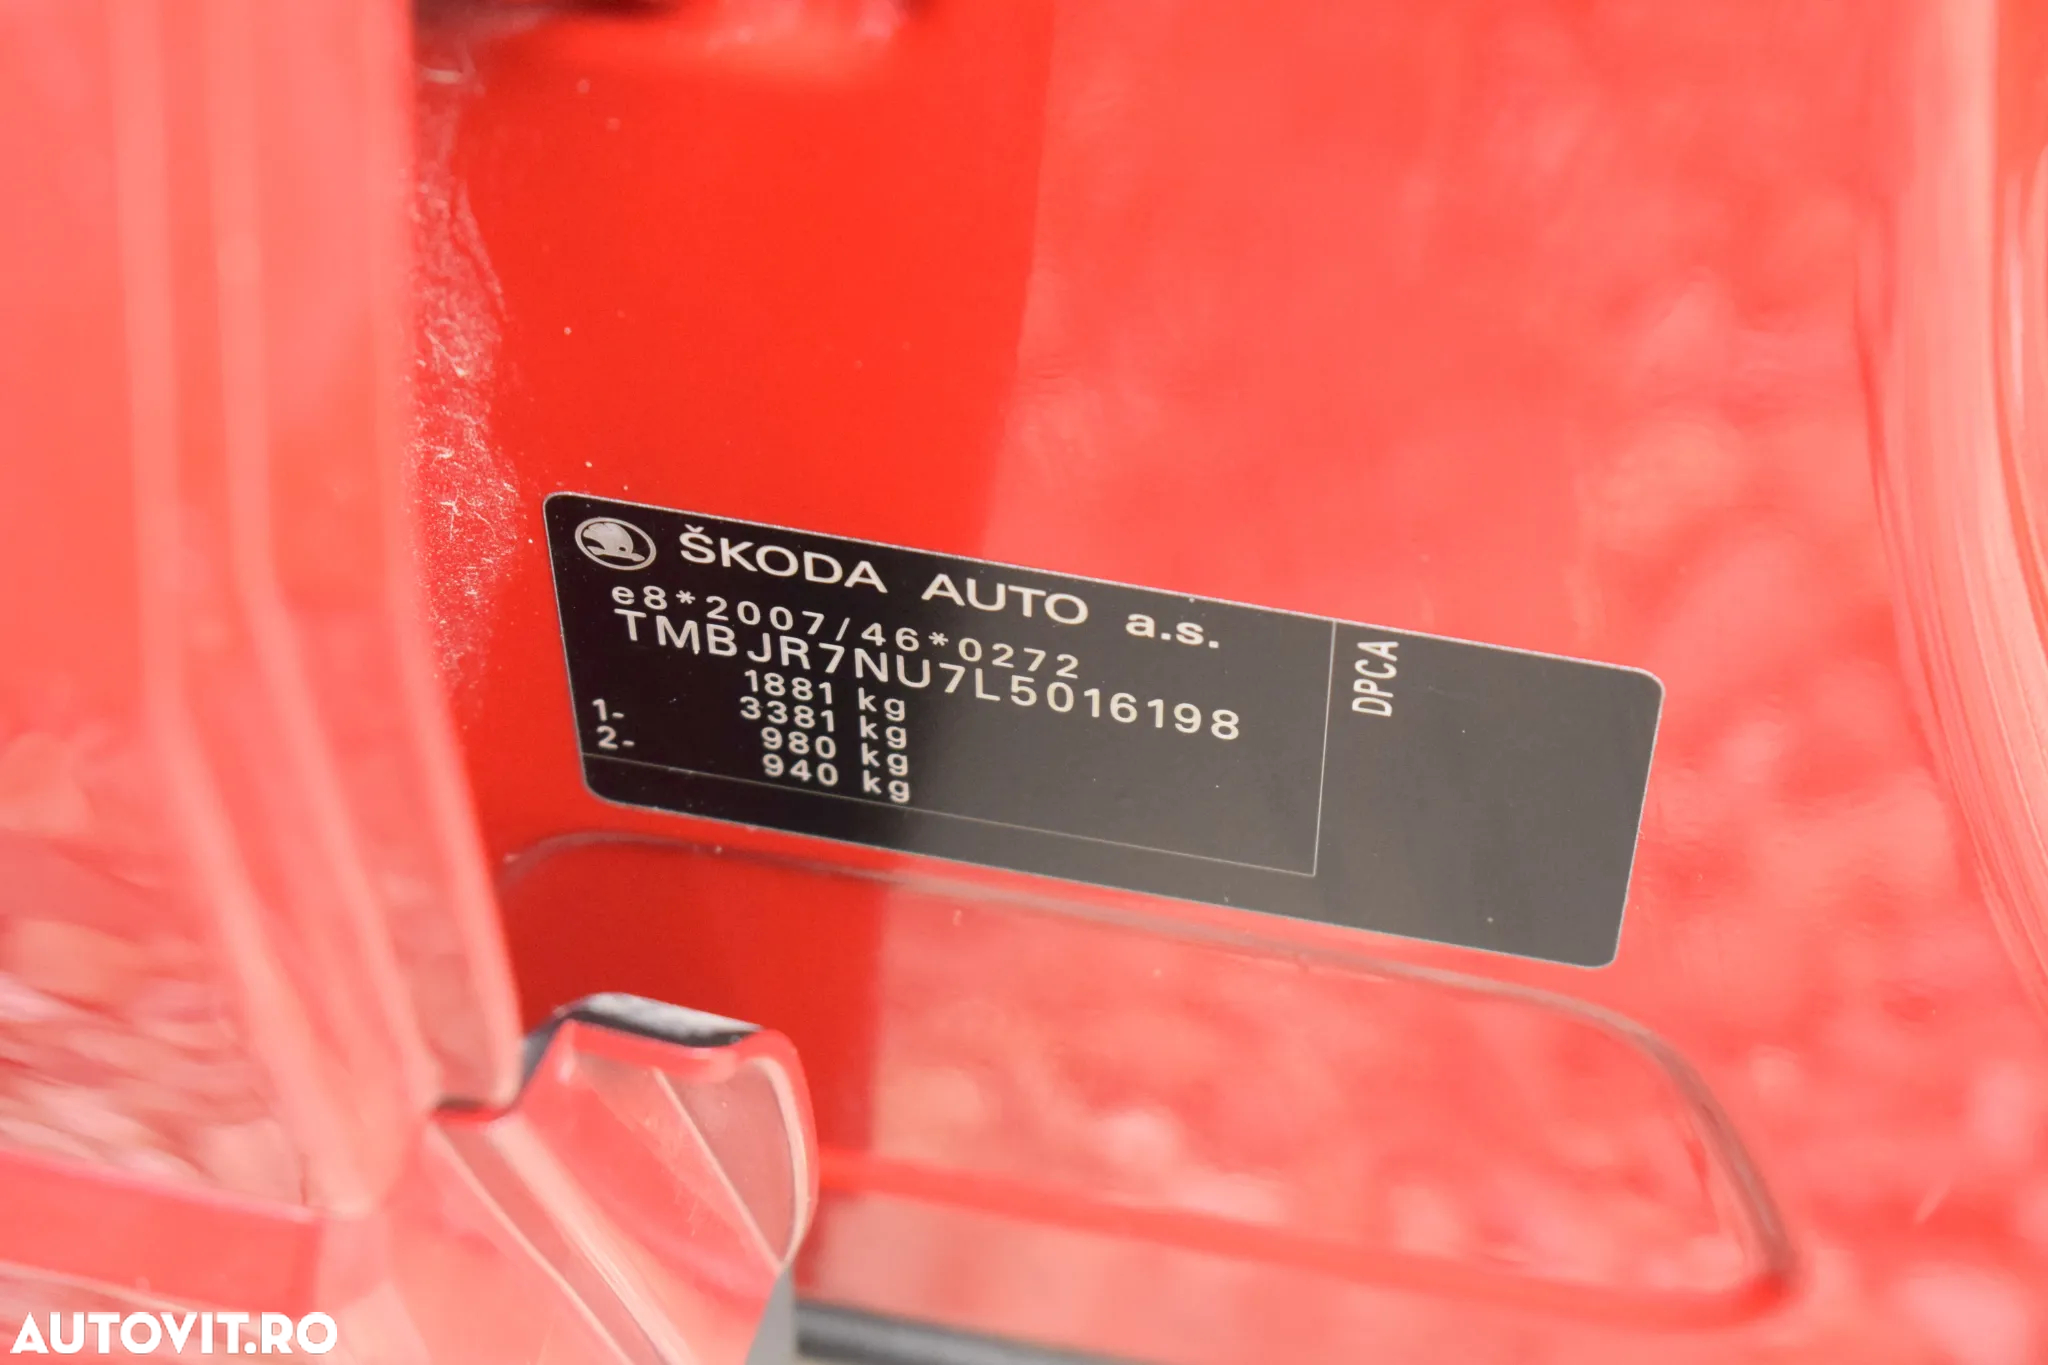 ŠKODA AUTO a.s.
e8*2007/46*0272
TMBJR7NU7L5016198
1881 kg
3381 kg
1- 980 kg
2- 940 kg
DPCA
AUTOVIT.RO